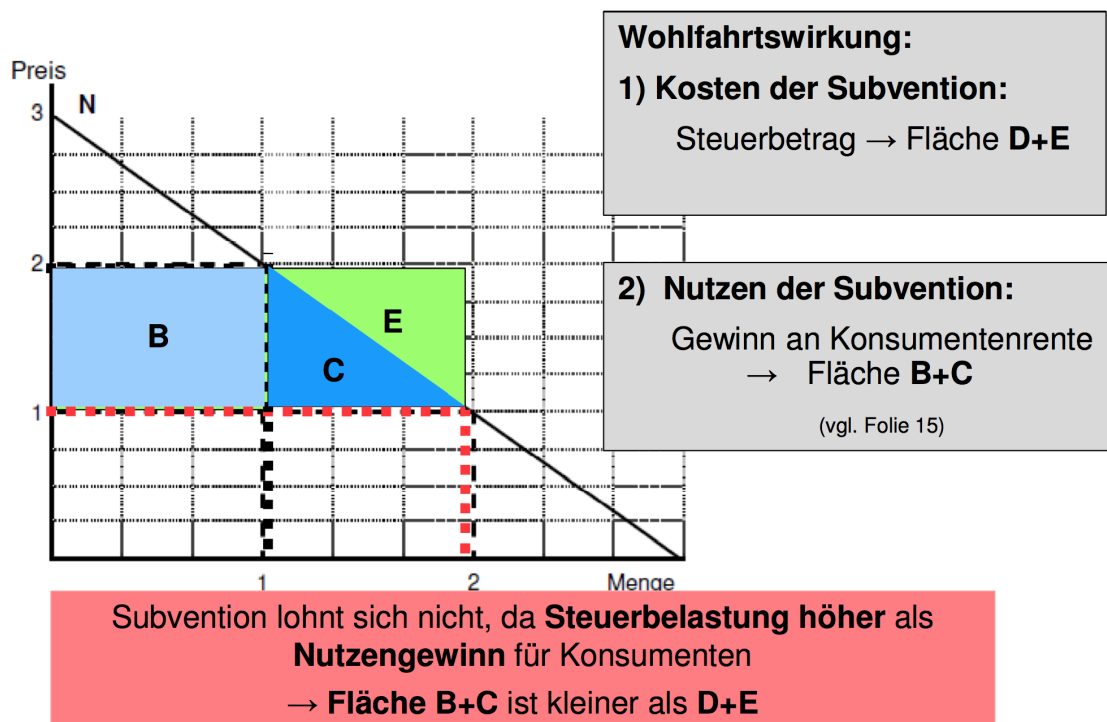 Preis
3
N
2
B
E
C
1
1
2
Menge
Wohlfahrtswirkung:
1) Kosten der Subvention:
Steuerbetrag → Fläche D+E
2) Nutzen der Subvention:
Gewinn an Konsumentenrente
→ Fläche B+C
(vgl. Folie 15)
Subvention lohnt sich nicht, da Steuerbelastung höher als
Nutzengewinn für Konsumenten
→ Fläche B+C ist kleiner als D+E